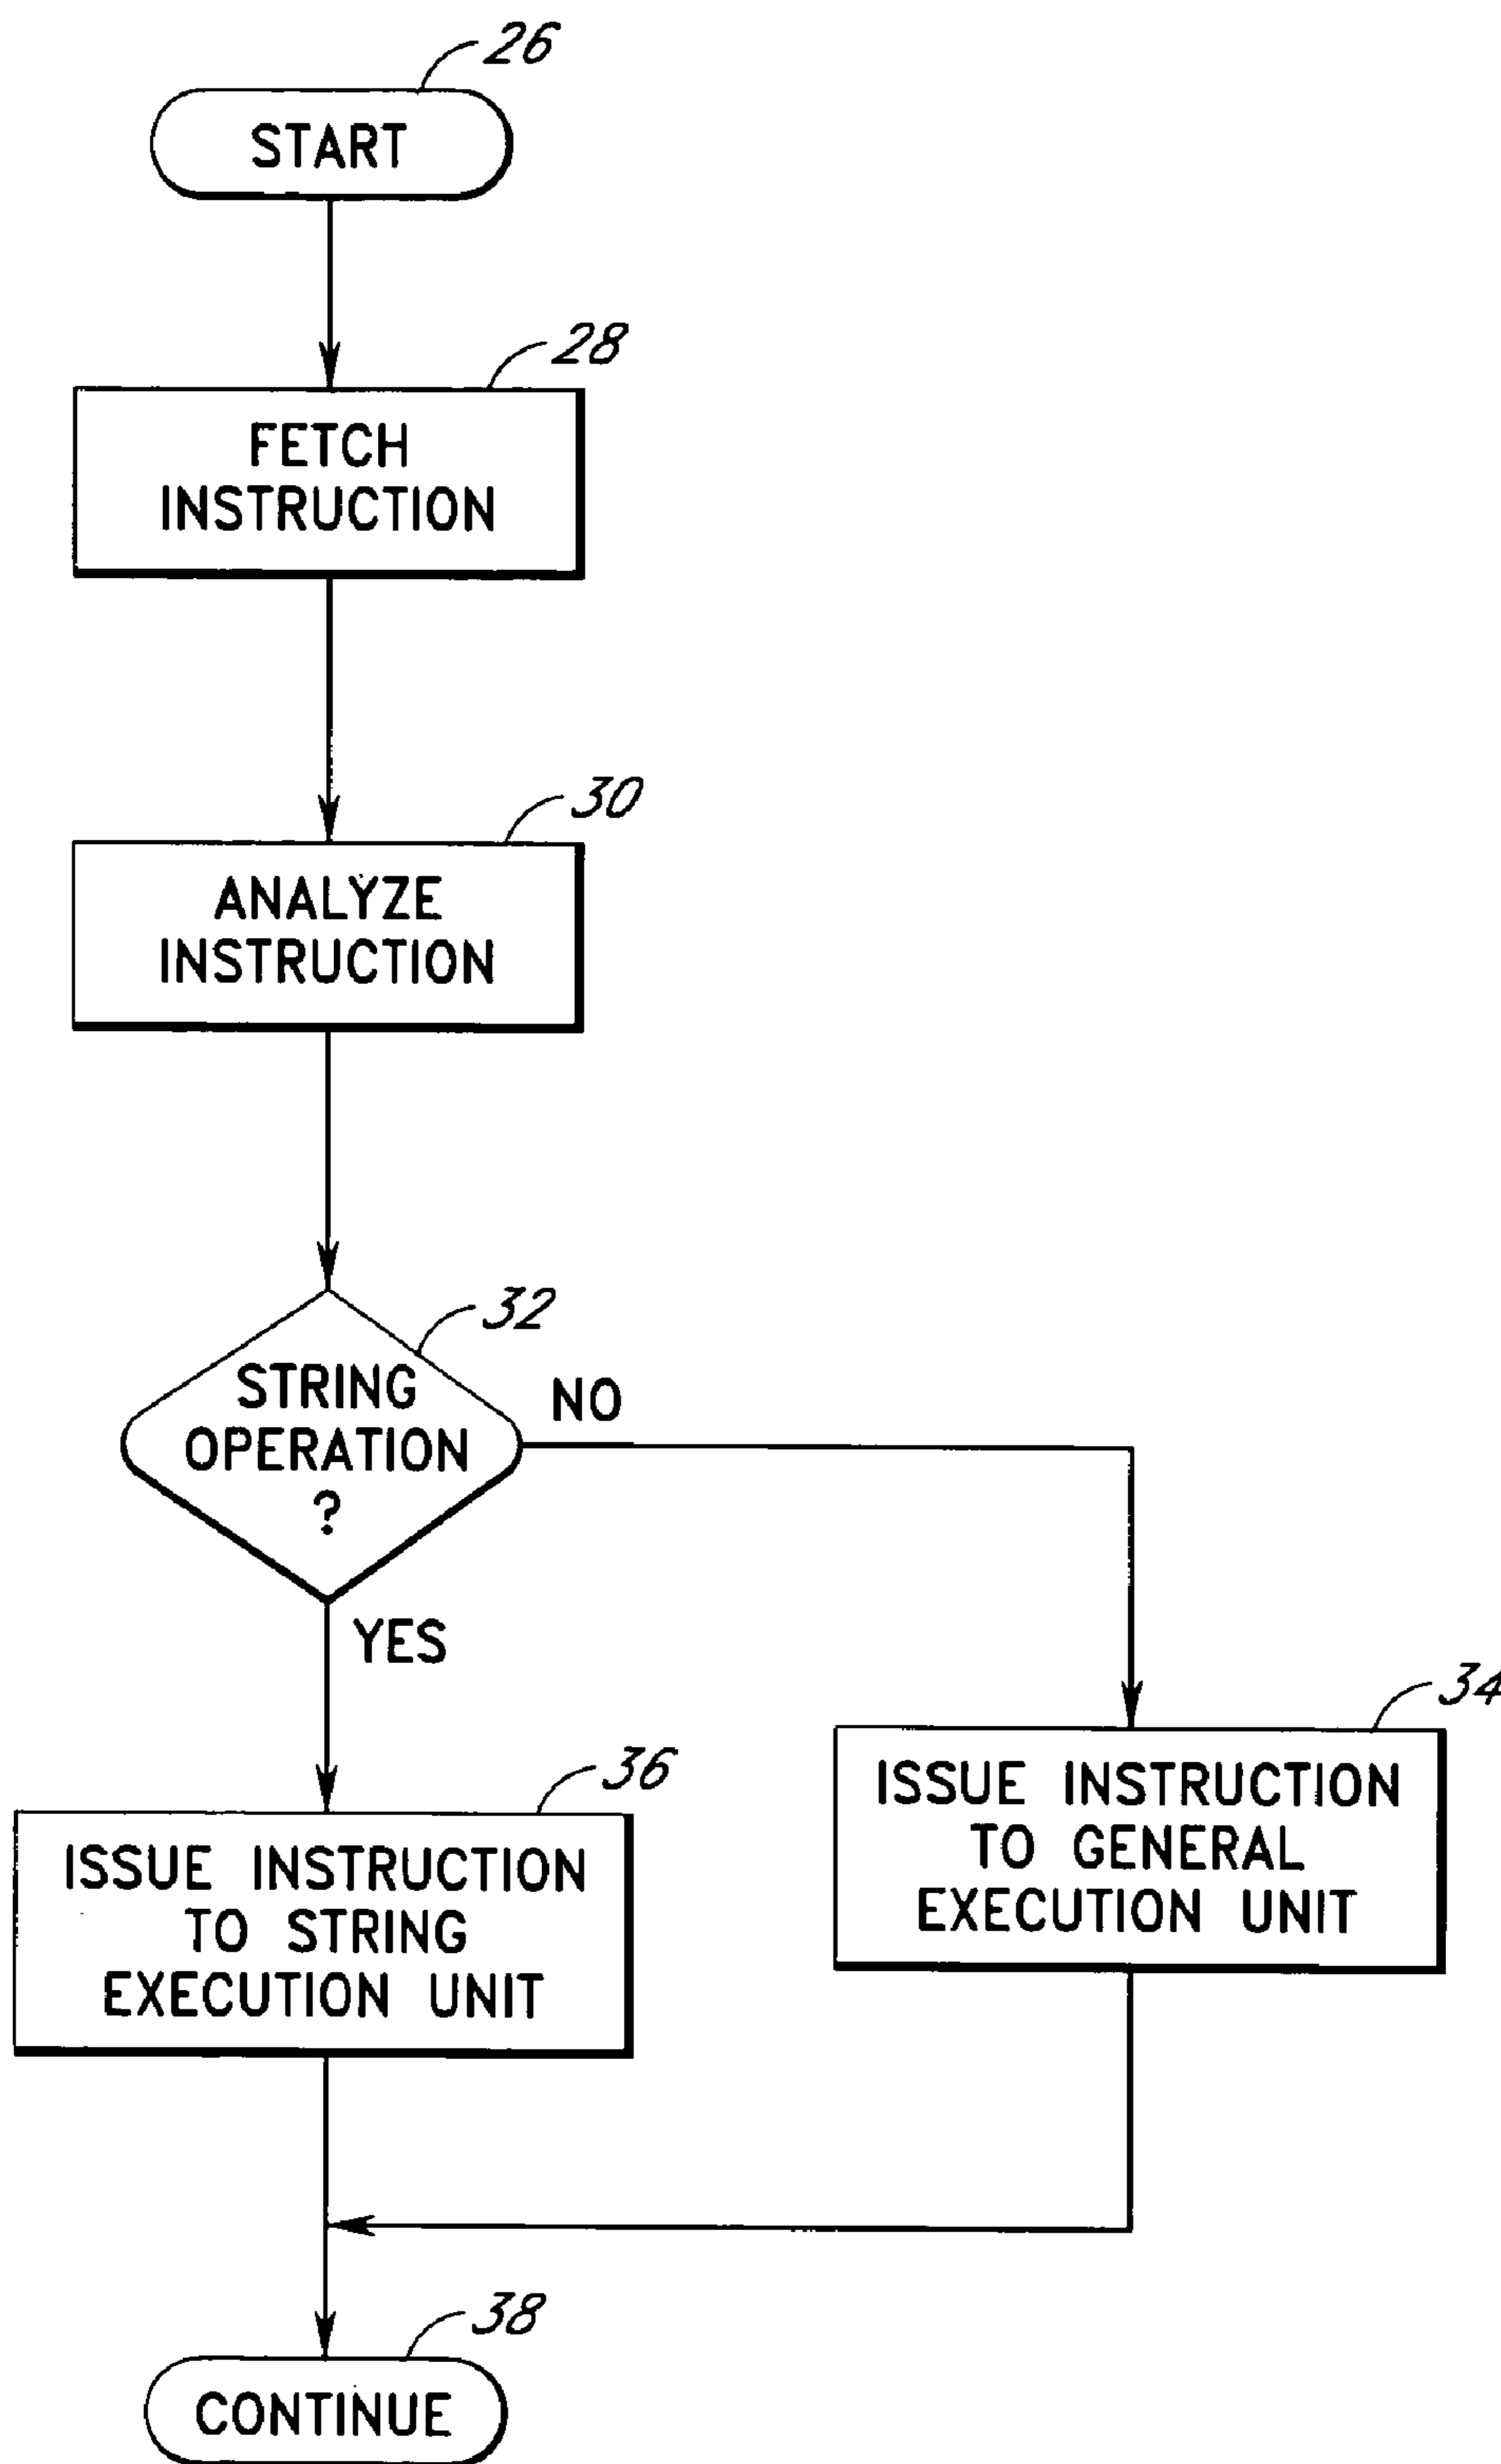 26
START
28
FETCH
INSTRUCTION
30
ANALYZE
INSTRUCTION
32
STRING
OPERATION
?
NO
YES
34
ISSUE INSTRUCTION
TO GENERAL
EXECUTION UNIT
36
ISSUE INSTRUCTION
TO STRING
EXECUTION UNIT
38
CONTINUE